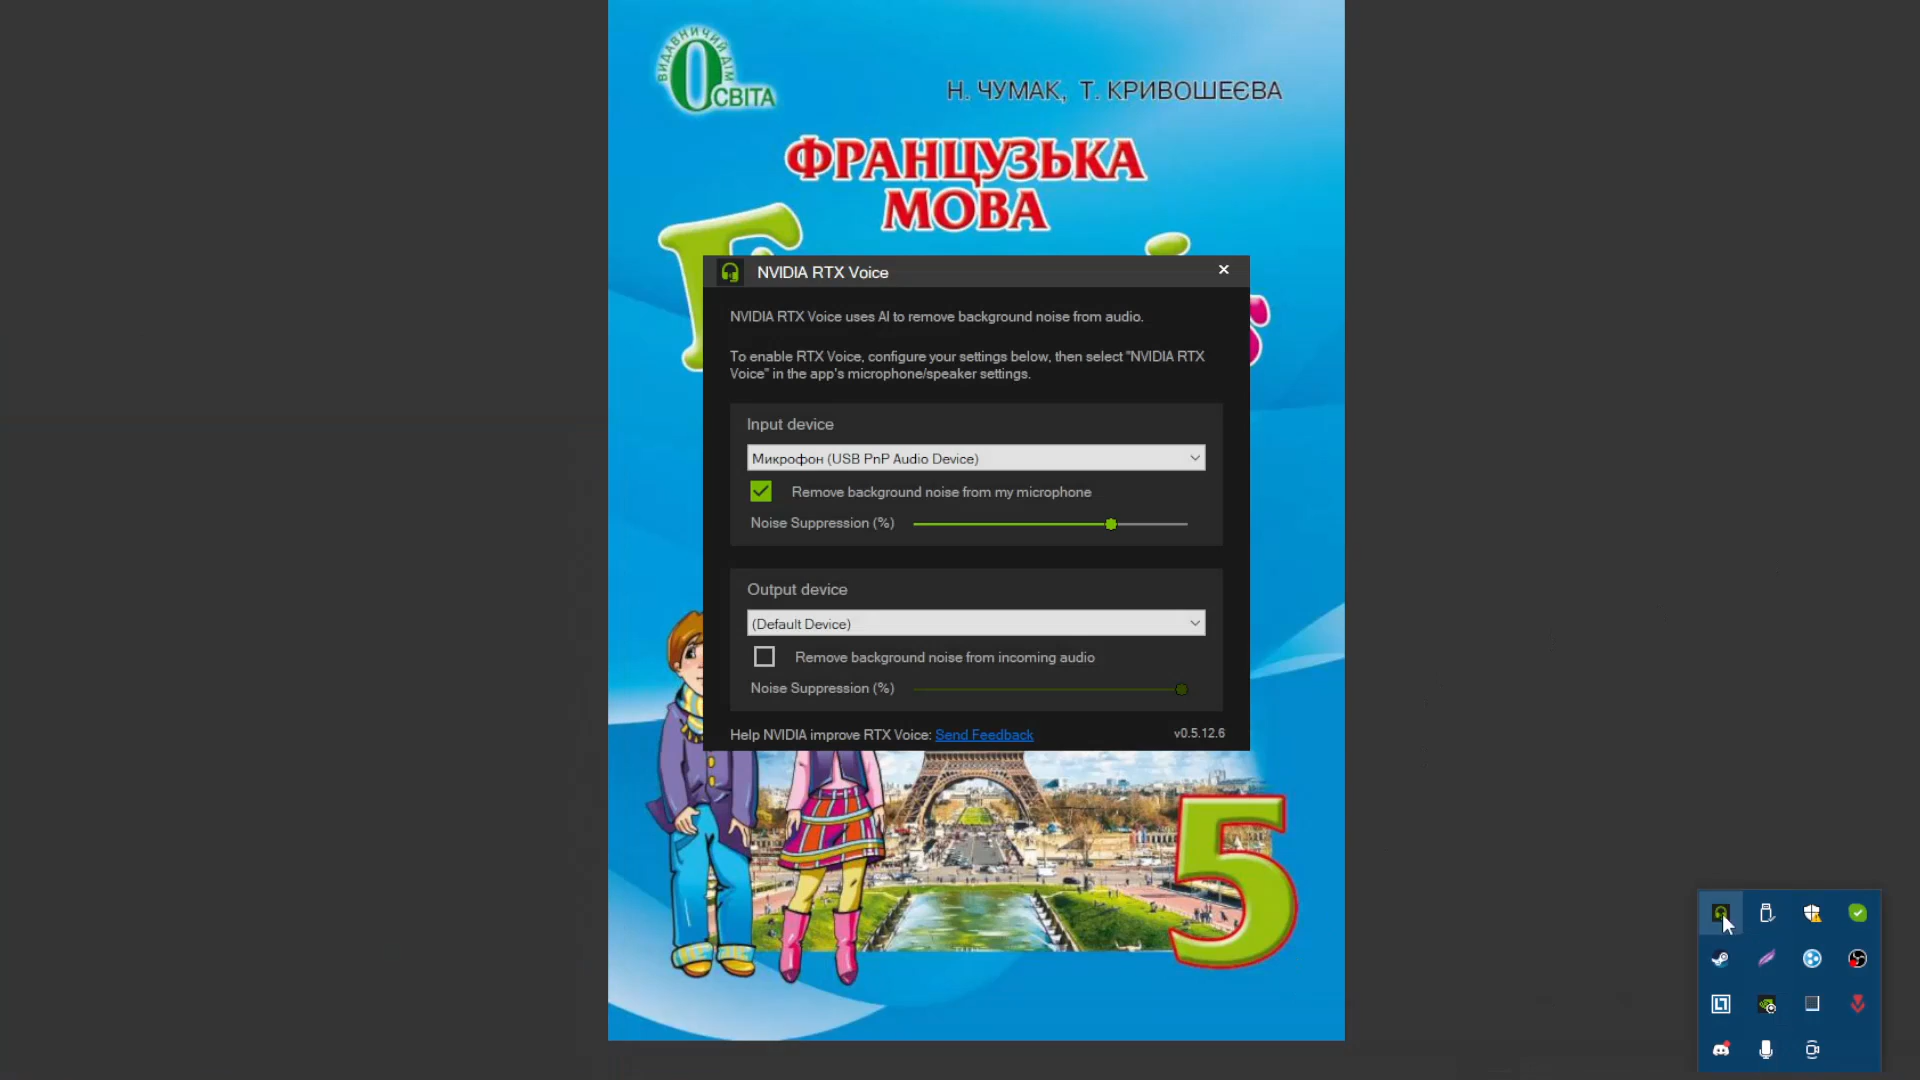 ВИДАВНИЧИЙ ДІМ
ОСВІТА
Н. ЧУМАК, Т. КРИВОШЕЄВА
ФРАНЦУЗЬКА
МОВА
NVIDIA RTX Voice
NVIDIA RTX Voice uses AI to remove background noise from audio.
To enable RTX Voice, configure your settings below, then select "NVIDIA RTX
Voice" in the app's microphone/speaker settings.
Input device
Микрофон (USB PnP Audio Device)
Remove background noise from my microphone
Noise Suppression (%)
Output device
(Default Device)
Remove background noise from incoming audio
Noise Suppression (%)
Help NVIDIA improve RTX Voice: Send Feedback
v0.5.12.6
5